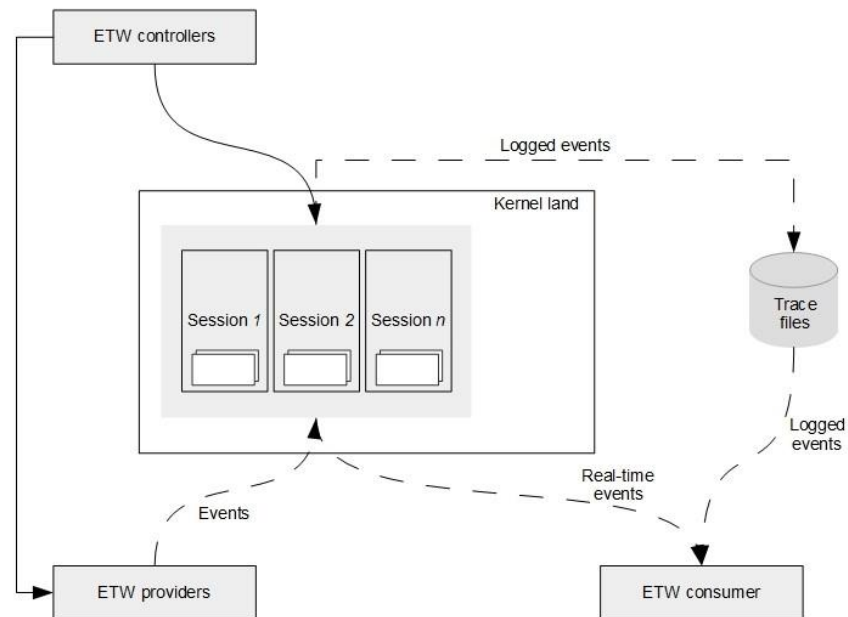 ETW controllers
Logged events
Kernel land
Session 1
Session 2
Session n
Trace
files
Logged
events
Real-time
events
Events
ETW providers
ETW consumer